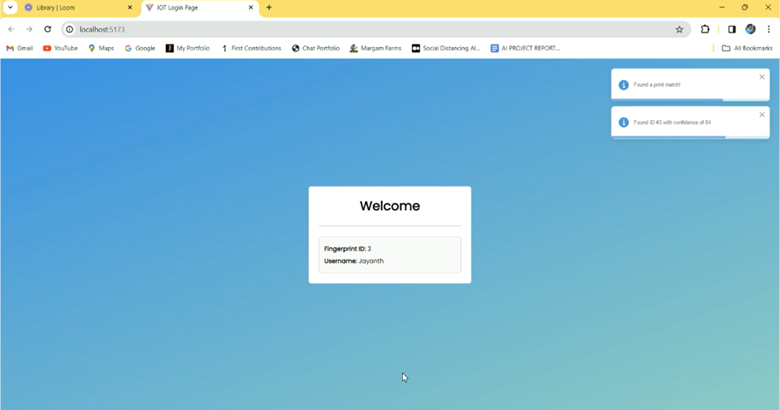 Library | Loom
IOT Login Page
localhost:5173
Gmail YouTube Maps Google My Portfolio First Contributions Chat Portfolio Margam Farms Social Distancing AI... AI PROJECT REPORT... All Bookmarks
Found a print match!
Found ID #3 with confidence of 84
Welcome
Fingerprint ID: 3
Username: Jayanth